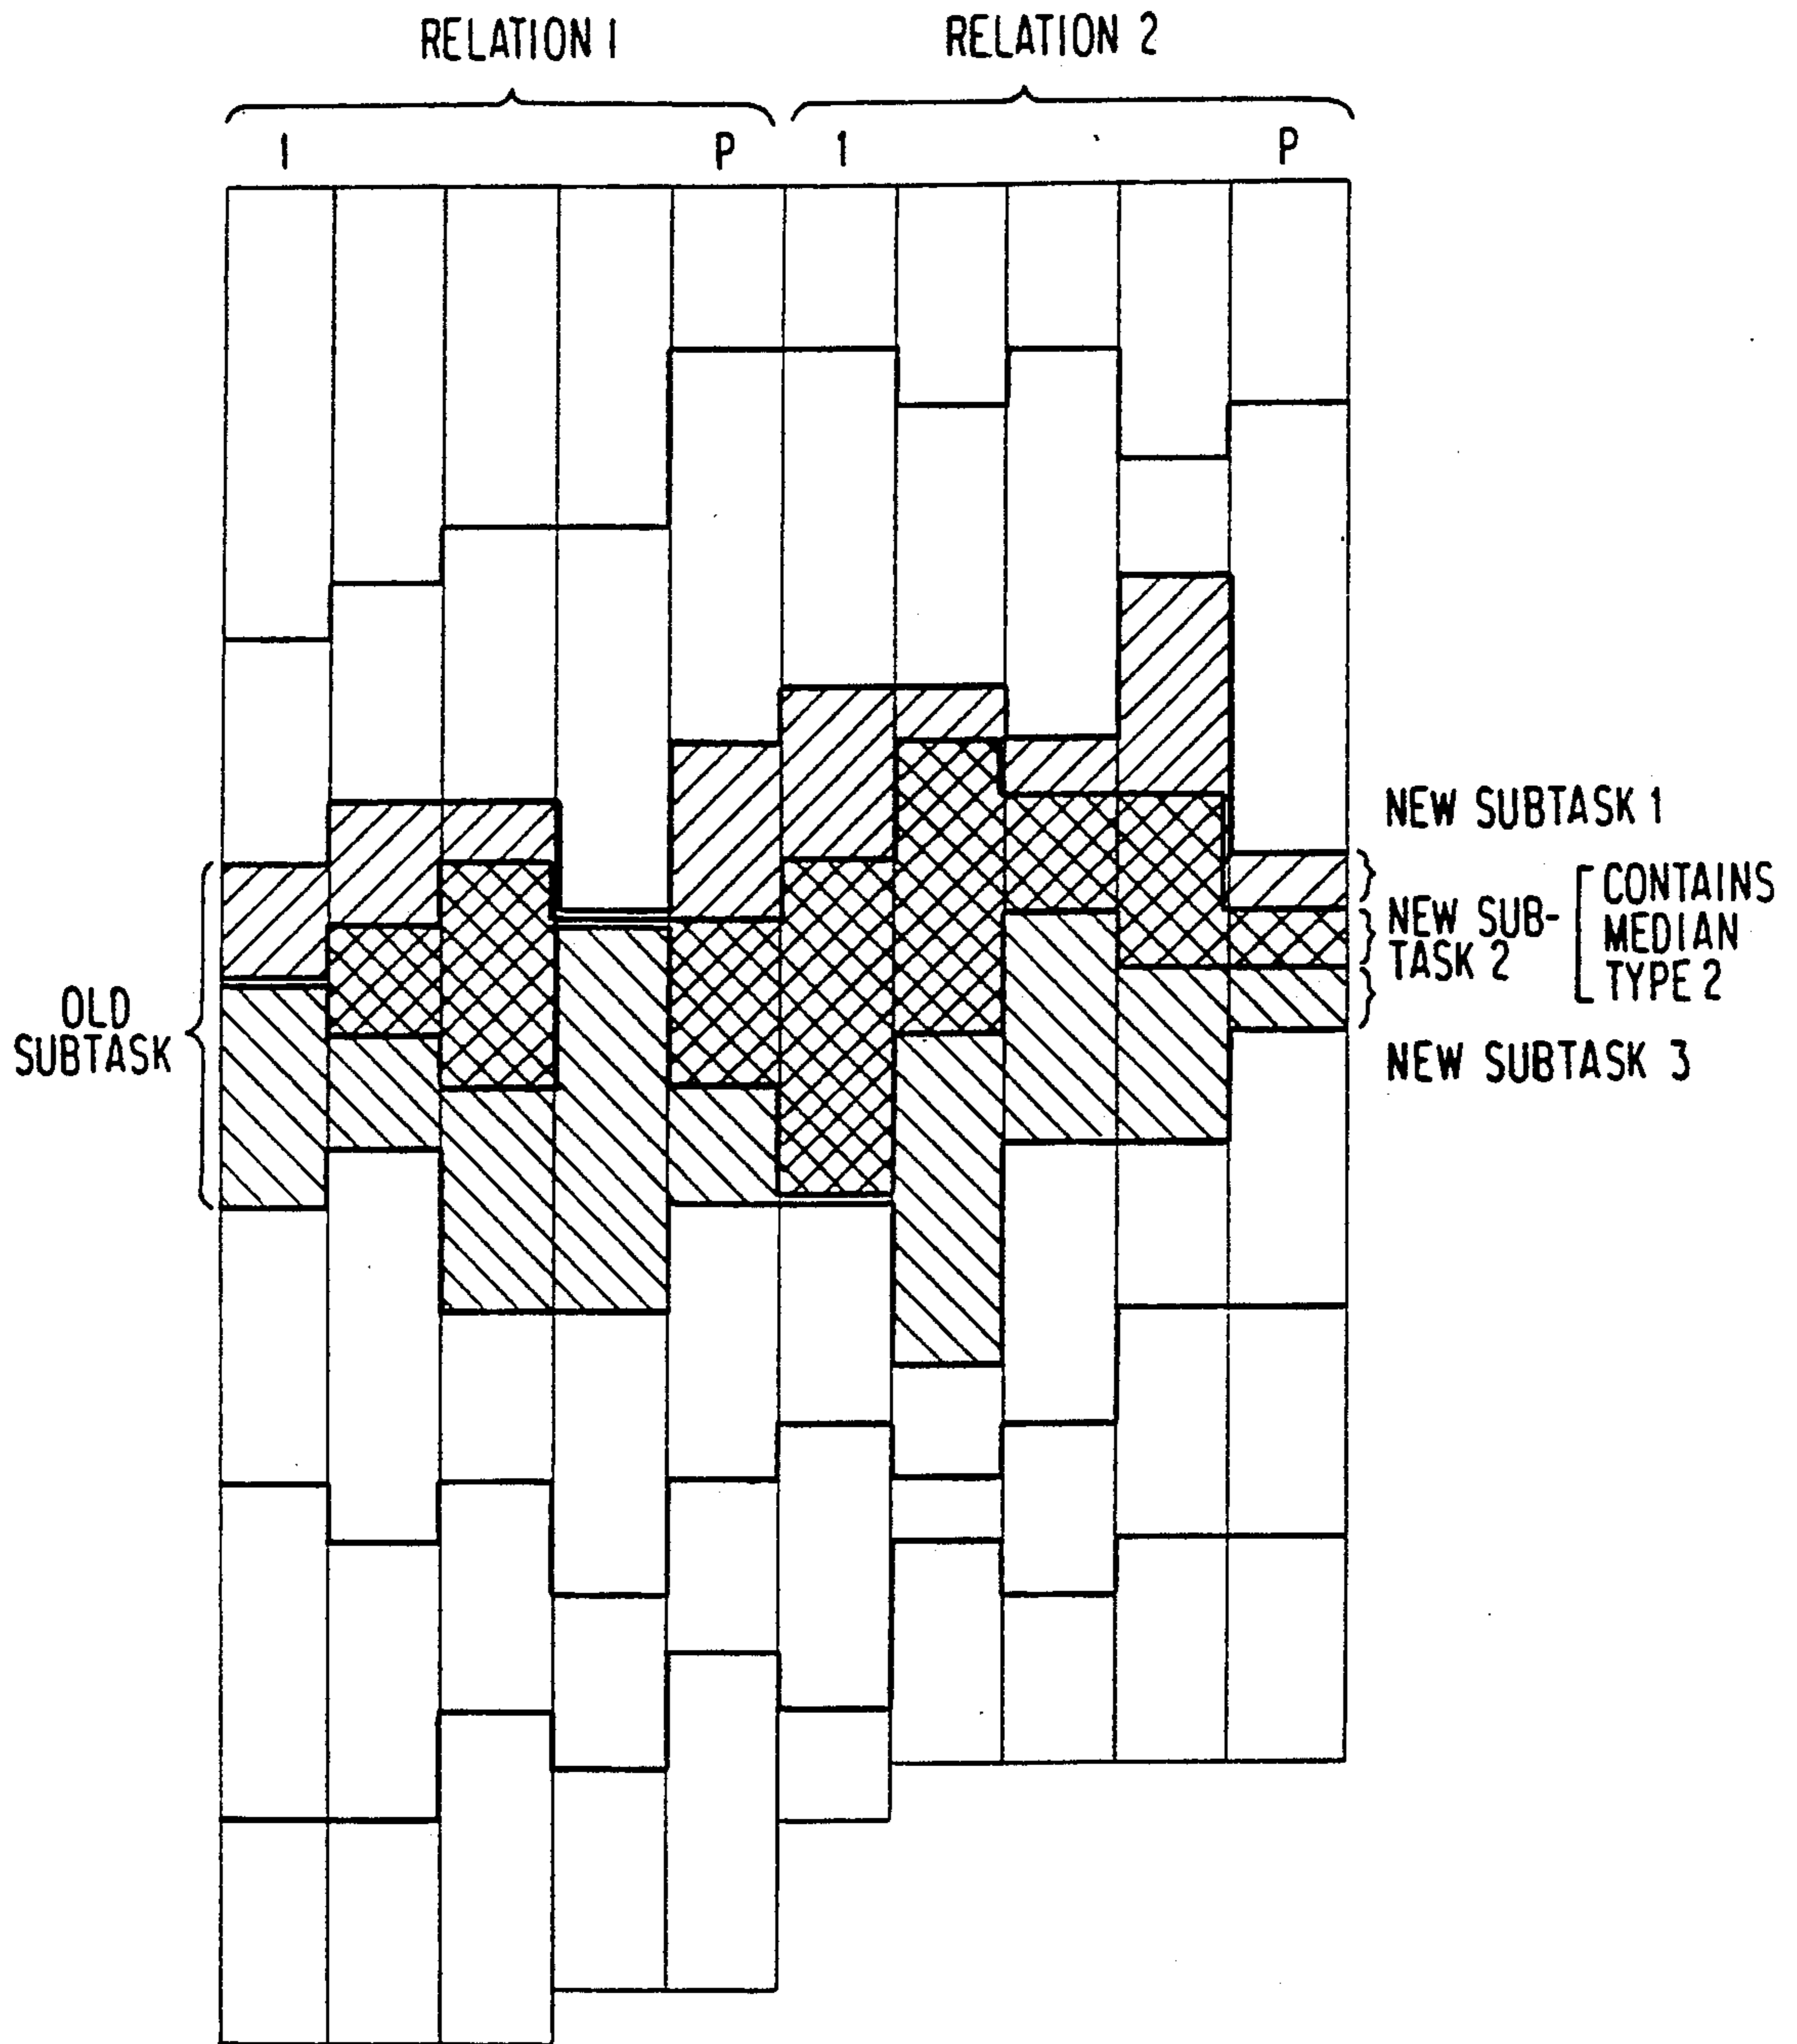 RELATION 1
RELATION 2
1
P
1
P
NEW SUBTASK 1
NEW SUB-
TASK 2
CONTAINS
MEDIAN
TYPE 2
NEW SUBTASK 3
OLD
SUBTASK